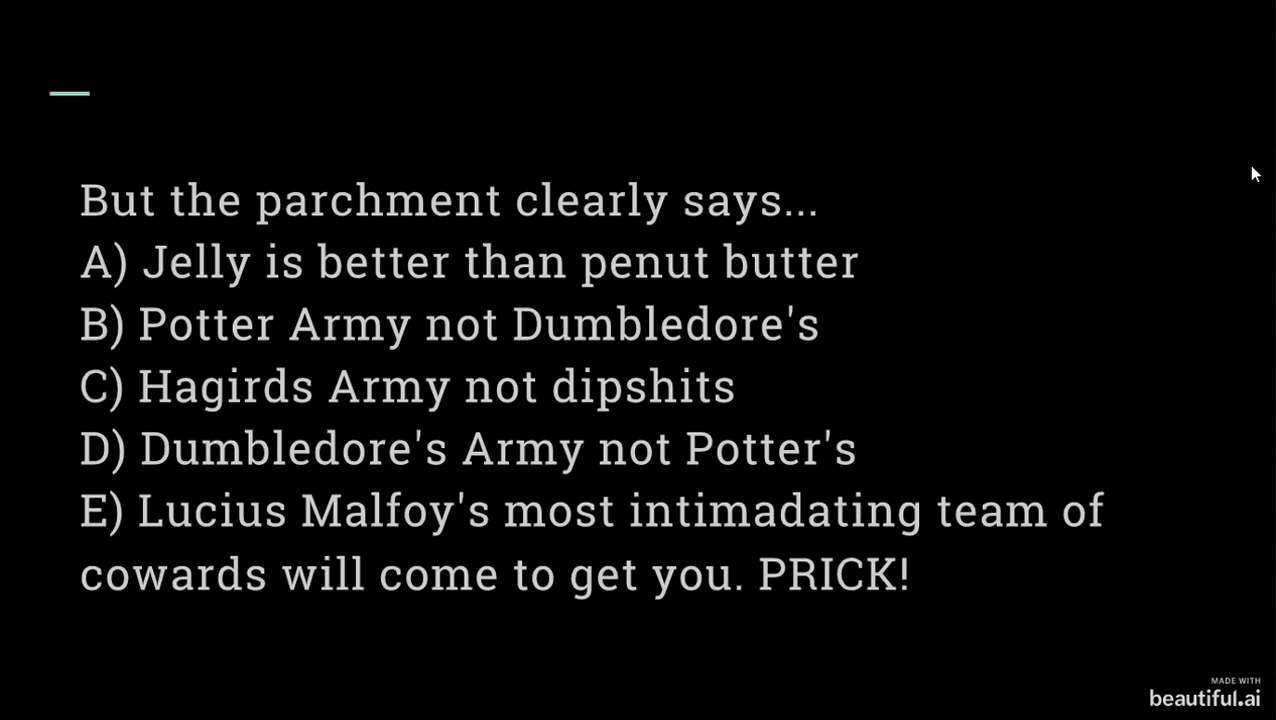 But the parchment clearly says...
A) Jelly is better than penut butter
B) Potter Army not Dumbledore's
C) Hagirds Army not dipshits
D) Dumbledore's Army not Potter's
E) Lucius Malfoy's most intimadating team of
cowards will come to get you. PRICK!
MADE WITH
beautiful.ai